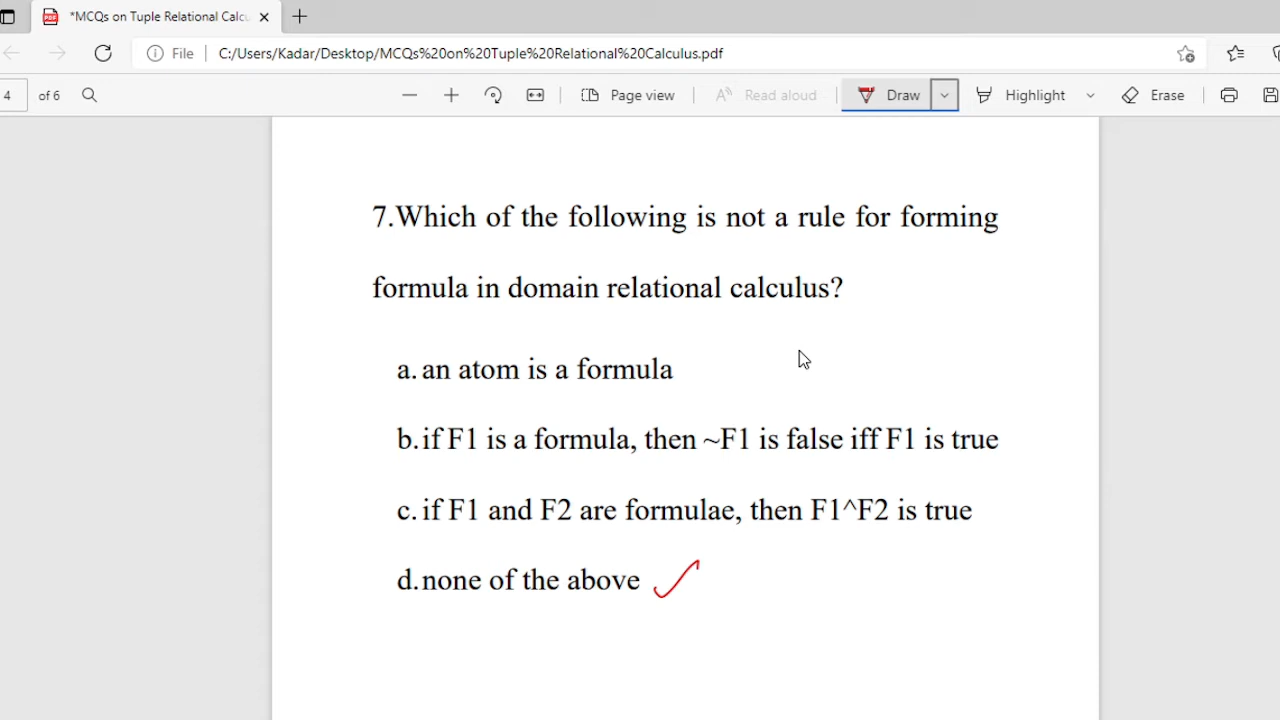 *MCQs on Tuple Relational Calcu
File
C:/Users/Kadar/Desktop/MCQs%20on%20Tuple%20Relational%20Calculus.pdf
4 of 6
Page view
Read aloud
Draw
Highlight
Erase
7.Which of the following is not a rule for forming
formula in domain relational calculus?
a. an atom is a formula
b. if F1 is a formula, then ~F1 is false iff F1 is true
c. if F1 and F2 are formulae, then F1^F2 is true
d. none of the above